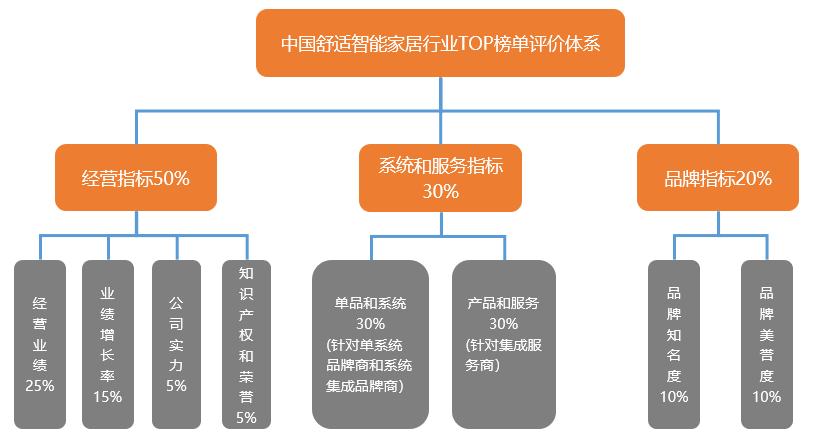 中国舒适智能家居行业TOP榜单评价体系
经营指标50%
系统和服务指标
30%
品牌指标20%
经营业绩
25%
业绩增长率
15%
公司实力
5%
知识产权和荣誉
5%
单品和系统
30%
(针对单系统
品牌商和系统
集成品牌商)
产品和服务
30%
(针对集成服
务商)
品牌知名度
10%
品牌美誉度
10%